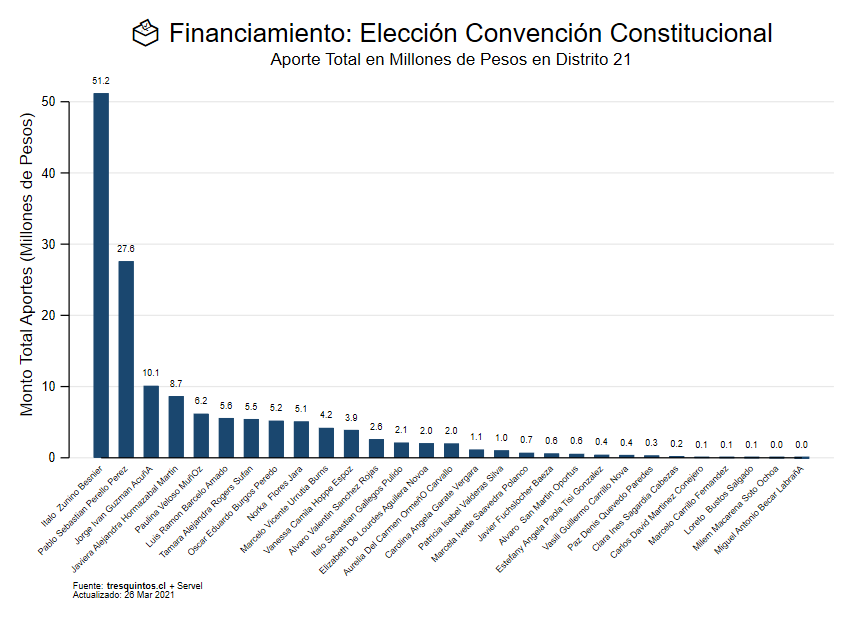 Financiamiento: Elección Convención Constitucional
Aporte Total en Millones de Pesos en Distrito 21
Monto Total Aportes (Millones de Pesos)
50
40
30
20
10
0
51.2
27.6
10.1
8.7
6.2
5.6
5.5
5.2
5.1
4.2
3.9
2.6
2.1
2.0
2.0
1.1
1.0
0.7
0.6
0.6
0.4
0.4
0.3
0.2
0.1
0.1
0.1
0.0
0.0
Italo Zunino Besnier
Pablo Sebastian Perello Perez
Jorge Ivan Guzman AcuñA
Javiera Alejandra Hormazabal Martin
Paulina Veloso MuñOz
Luis Ramon Barcelo Amado
Tamara Alejandra Rogers Sufan
Oscar Eduardo Burgos Peredo
Norka Flores Jara
Marcelo Vicente Urrutia Burns
Vanessa Camila Hoppe Espoz
Alvaro Valentin Sanchez Rojas
Italo Sebastian Gallegos Pulido
Elizabeth De Lourdes Aguilera Novoa
Aurelia Del Carmen OrmeñO Carvallo
Carolina Angela Garate Vergara
Patricia Isabel Valderas Silva
Marcela Ivette Saavedra Polanco
Javier Fuchslocher Baeza
Alvaro San Martin Oportus
Estefany Angela Paola Tisi Gonzalez
Vasili Guillermo Carrillo Nova
Paz Denis Quevedo Paredes
Clara Ines Sagardia Cabezas
Carlos David Martinez Conejero
Marcelo Carrillo Fernandez
Loreto Bustos Salgado
Milem Macarena Soto Ochoa
Miguel Antonio Becar LabrañA
Fuente: tresquintos.cl + Servel
Actualizado: 26 Mar 2021